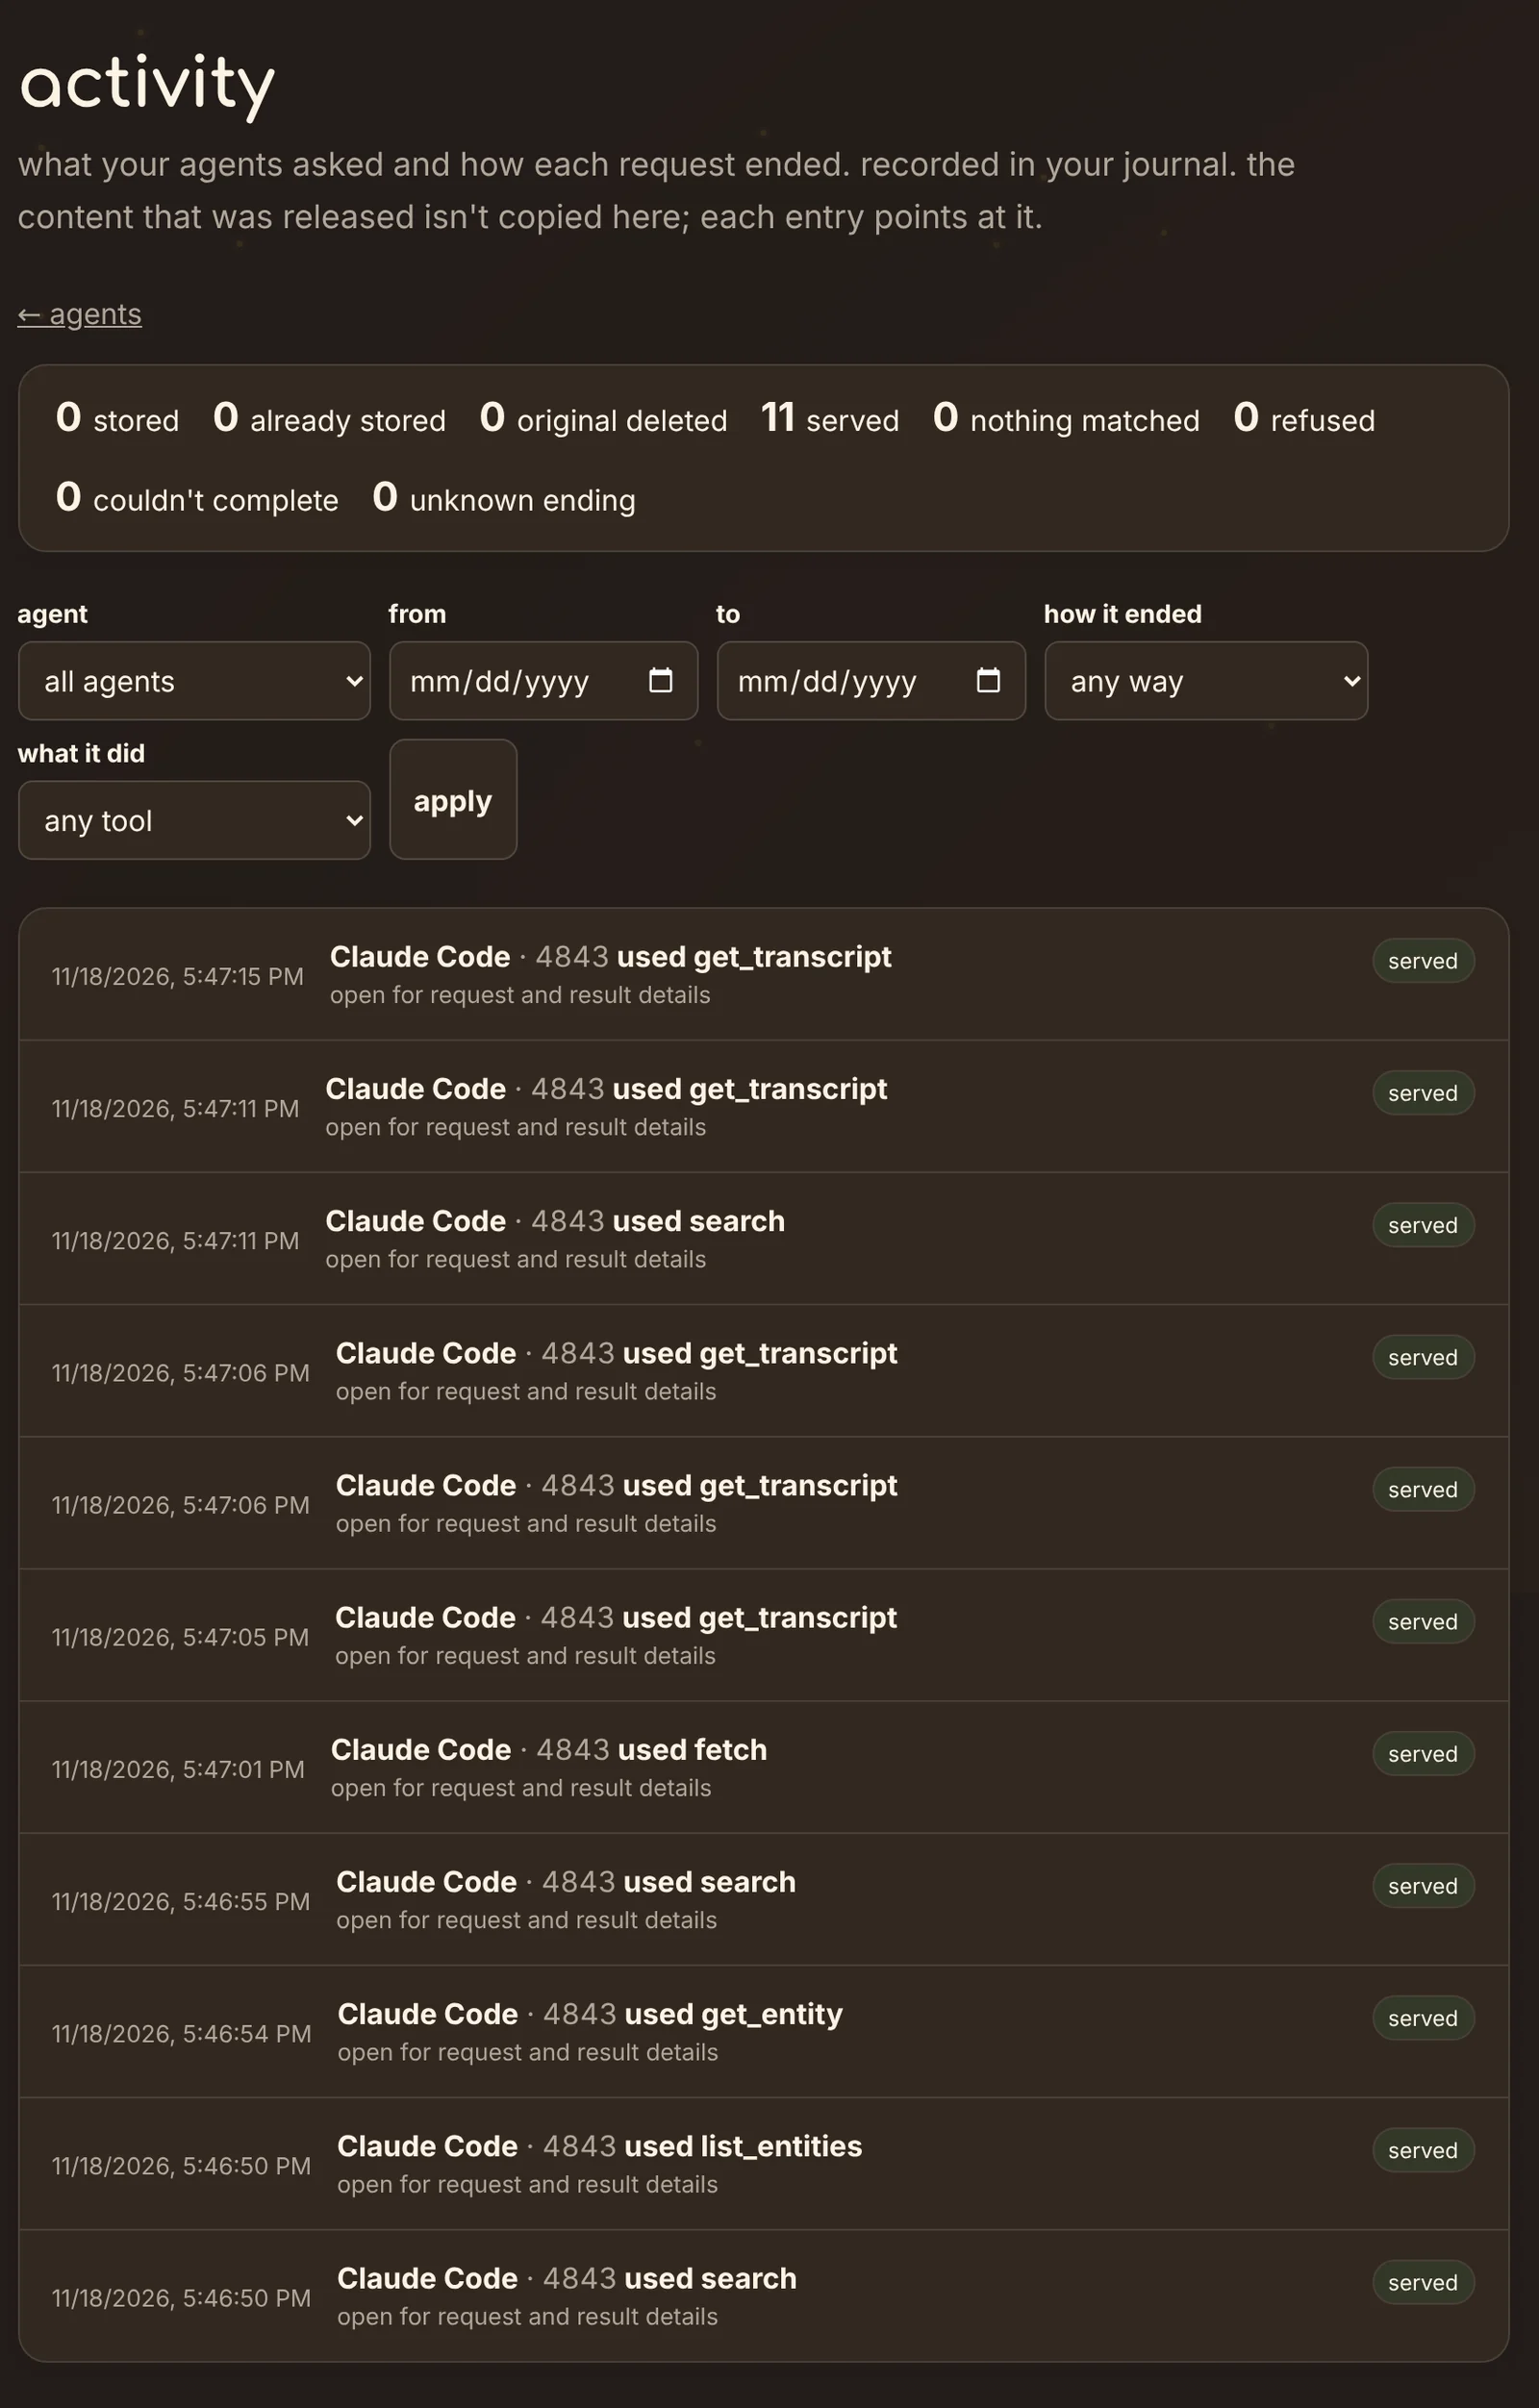 activity
what your agents asked and how each request ended. recorded in your journal. the
content that was released isn't copied here; each entry points at it.
← agents
0 stored 0 already stored 0 original deleted 11 served 0 nothing matched 0 refused
0 couldn't complete 0 unknown ending
agent from to how it ended
all agents mm/dd/yyyy mm/dd/yyyy any way
what it did
any tool apply
11/18/2026, 5:47:15 PM Claude Code · 4843 used get_transcript served
open for request and result details
11/18/2026, 5:47:11 PM Claude Code · 4843 used get_transcript served
open for request and result details
11/18/2026, 5:47:11 PM Claude Code · 4843 used search served
open for request and result details
11/18/2026, 5:47:06 PM Claude Code · 4843 used get_transcript served
open for request and result details
11/18/2026, 5:47:06 PM Claude Code · 4843 used get_transcript served
open for request and result details
11/18/2026, 5:47:05 PM Claude Code · 4843 used get_transcript served
open for request and result details
11/18/2026, 5:47:01 PM Claude Code · 4843 used fetch served
open for request and result details
11/18/2026, 5:46:55 PM Claude Code · 4843 used search served
open for request and result details
11/18/2026, 5:46:54 PM Claude Code · 4843 used get_entity served
open for request and result details
11/18/2026, 5:46:50 PM Claude Code · 4843 used list_entities served
open for request and result details
11/18/2026, 5:46:50 PM Claude Code · 4843 used search served
open for request and result details